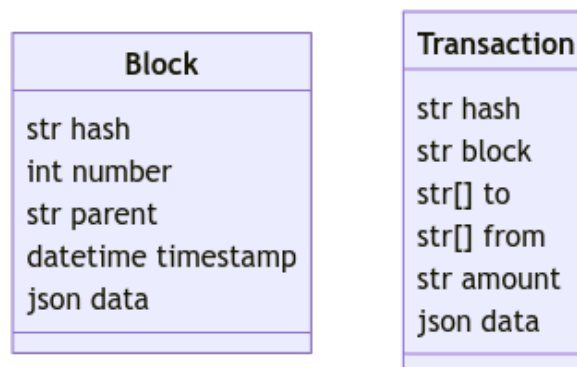 Block
str hash
int number
str parent
datetime timestamp
json data
Transaction
str hash
str block
str[] to
str[] from
str amount
json data